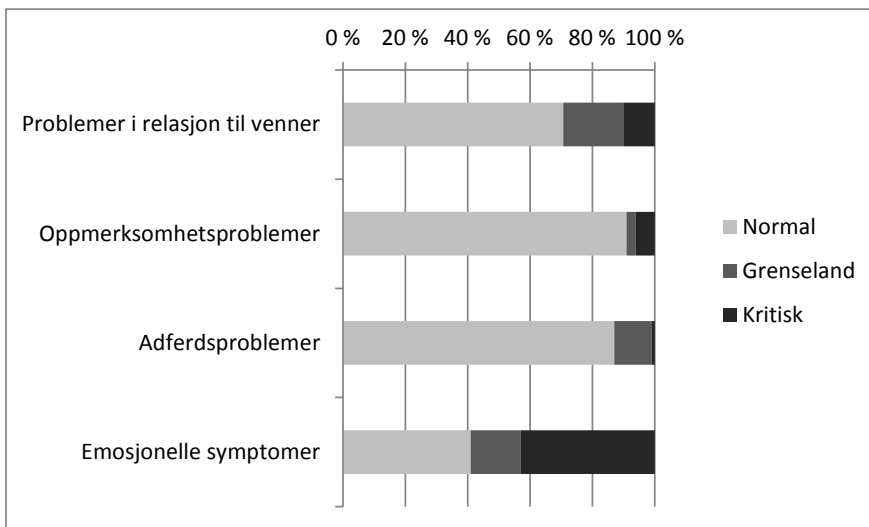 0 % 20 % 40 % 60 % 80 % 100 %
Problemer i relasjon til venner
Oppmerksomhetsproblemer
Adferdsproblemer
Emosjonelle symptomer
Normal
Grenseland
Kritisk